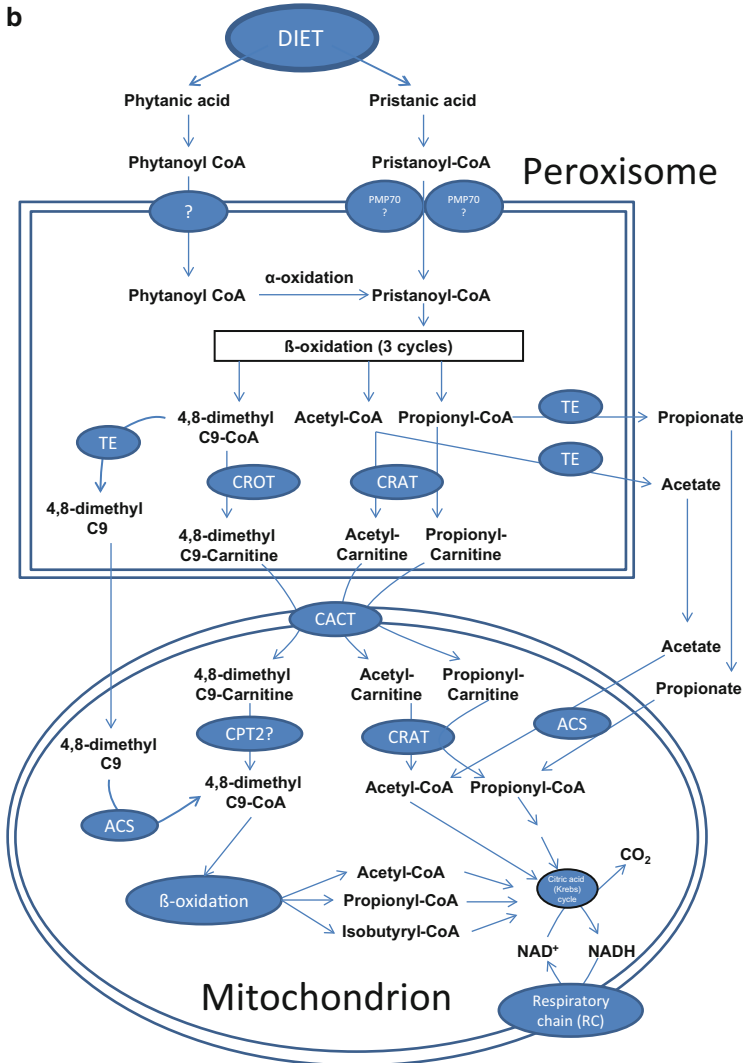 b
DIET
Phytanic acid
Pristanic acid
Phytanoyl CoA
Pristanoyl-CoA
Peroxisome
?
PMP70
?
PMP70
?
Phytanoyl CoA
α-oxidation
Pristanoyl-CoA
ß-oxidation (3 cycles)
4,8-dimethyl
C9-CoA
Acetyl-CoA
Propionyl-CoA
TE
Propionate
TE
TE
Acetate
CROT
CRAT
4,8-dimethyl
C9
4,8-dimethyl
C9-Carnitine
Acetyl-
Carnitine
Propionyl-
Carnitine
CACT
Acetate
Propionate
4,8-dimethyl
C9-Carnitine
Acetyl-
Carnitine
Propionyl-
Carnitine
CPT2?
CRAT
ACS
4,8-dimethyl
C9
4,8-dimethyl
C9-CoA
Acetyl-CoA
Propionyl-CoA
ACS
ß-oxidation
Acetyl-CoA
Propionyl-CoA
Isobutyryl-CoA
Citric acid
(Krebs)
cycle
CO₂
NAD⁺
NADH
Mitochondrion
Respiratory
chain (RC)